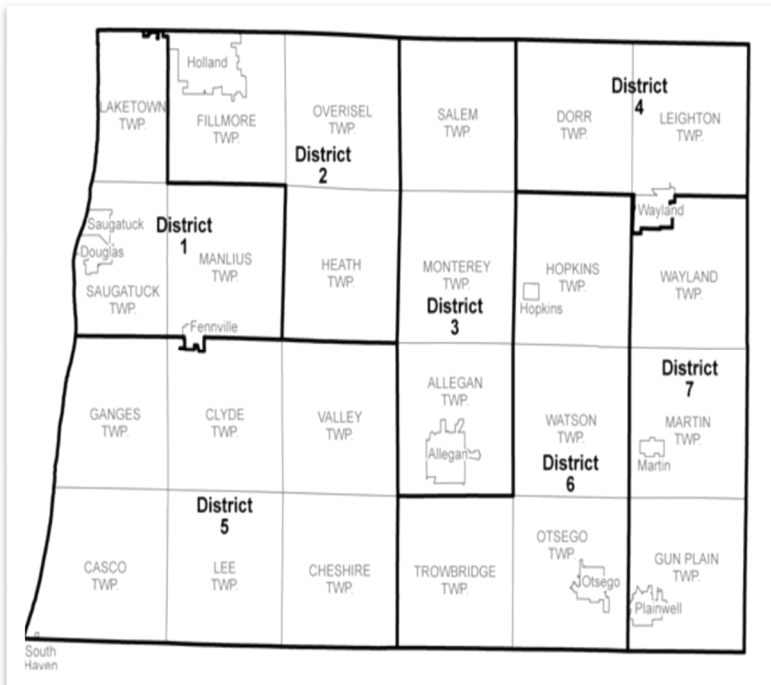 Holland
LAKETOWN
TWP.
FILLMORE
TWP.
OVERISEL
TWP.
SALEM
TWP.
DORR
TWP.
District
4
LEIGHTON
TWP.
District
2
Saugatuck
Douglas
SAUGATUCK
TWP.
District
1
MANLIUS
TWP.
HEATH
TWP.
MONTEREY
TWP.
District
3
HOPKINS
TWP.
Hopkins
Wayland
WAYLAND
TWP.
Fennville
GANGES
TWP.
CLYDE
TWP.
VALLEY
TWP.
ALLEGAN
TWP.
Allegan
WATSON
TWP.
District
6
District
7
MARTIN
TWP.
Martin
District
5
CASCO
TWP.
LEE
TWP.
CHESHIRE
TWP.
TROWBRIDGE
TWP.
OTSEGO
TWP.
Otsego
GUN PLAIN
TWP.
Plainwell
South
Haven